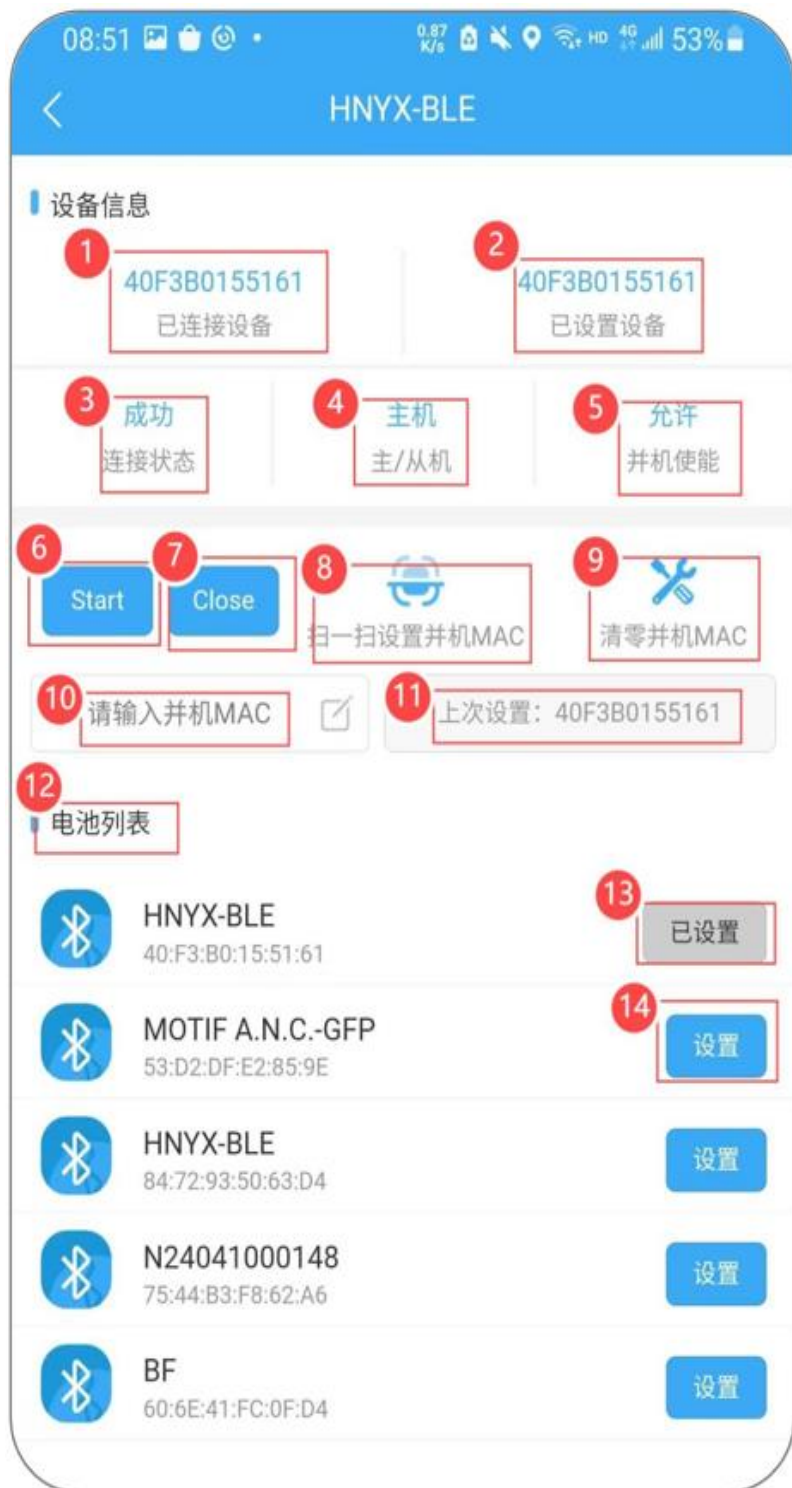 08:51 0.87 K/s HD 4G 53%
HNYX-BLE
设备信息
1 2
40F3B0155161 40F3B0155161
已连接设备 已设置设备
3 成功 4 主机 5 允许
连接状态 主/从机 并机使能
6 7 8 9
Start Close
扫一扫设置并机MAC 清零并机MAC
10 请输入并机MAC 11 上次设置：40F3B0155161
12
电池列表
13
HNYX-BLE 已设置
40:F3:B0:15:51:61
14
MOTIF A.N.C.-GFP 设置
53:D2:DF:E2:85:9E
HNYX-BLE 设置
84:72:93:50:63:D4
N24041000148 设置
75:44:B3:F8:62:A6
BF 设置
60:6E:41:FC:0F:D4